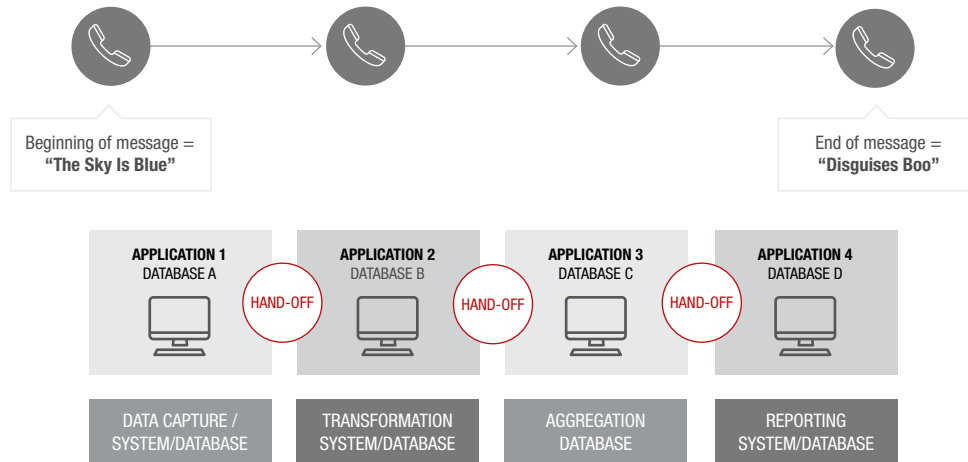 Beginning of message =
“The Sky Is Blue”
End of message =
“Disguises Boo”
APPLICATION 1
DATABASE A
HAND-OFF
APPLICATION 2
DATABASE B
HAND-OFF
APPLICATION 3
DATABASE C
HAND-OFF
APPLICATION 4
DATABASE D
DATA CAPTURE /
SYSTEM/DATABASE
TRANSFORMATION
SYSTEM/DATABASE
AGGREGATION
DATABASE
REPORTING
SYSTEM/DATABASE